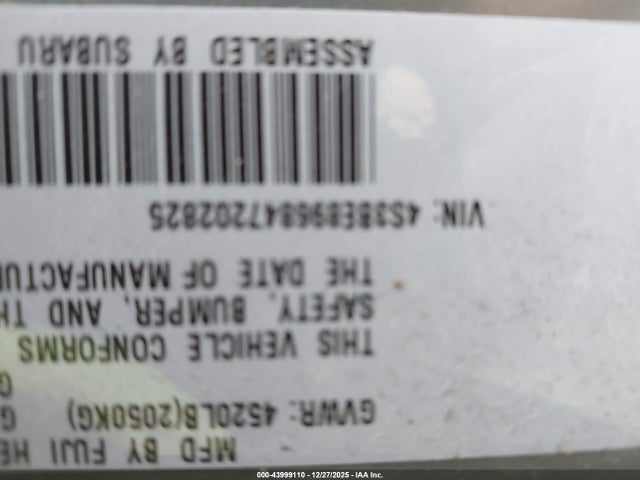 MFD BY FUJI HE
GVWR: 4520LB(2050KG) G
G
THIS VEHICLE CONFORMS
SAFETY, BUMPER, AND TH
THE DATE OF MANUFACTUR
VIN: 4S3BE896847202825
ASSEMBLED BY SUBARU
000-43999110 - 12/27/2025 - IAA Inc.